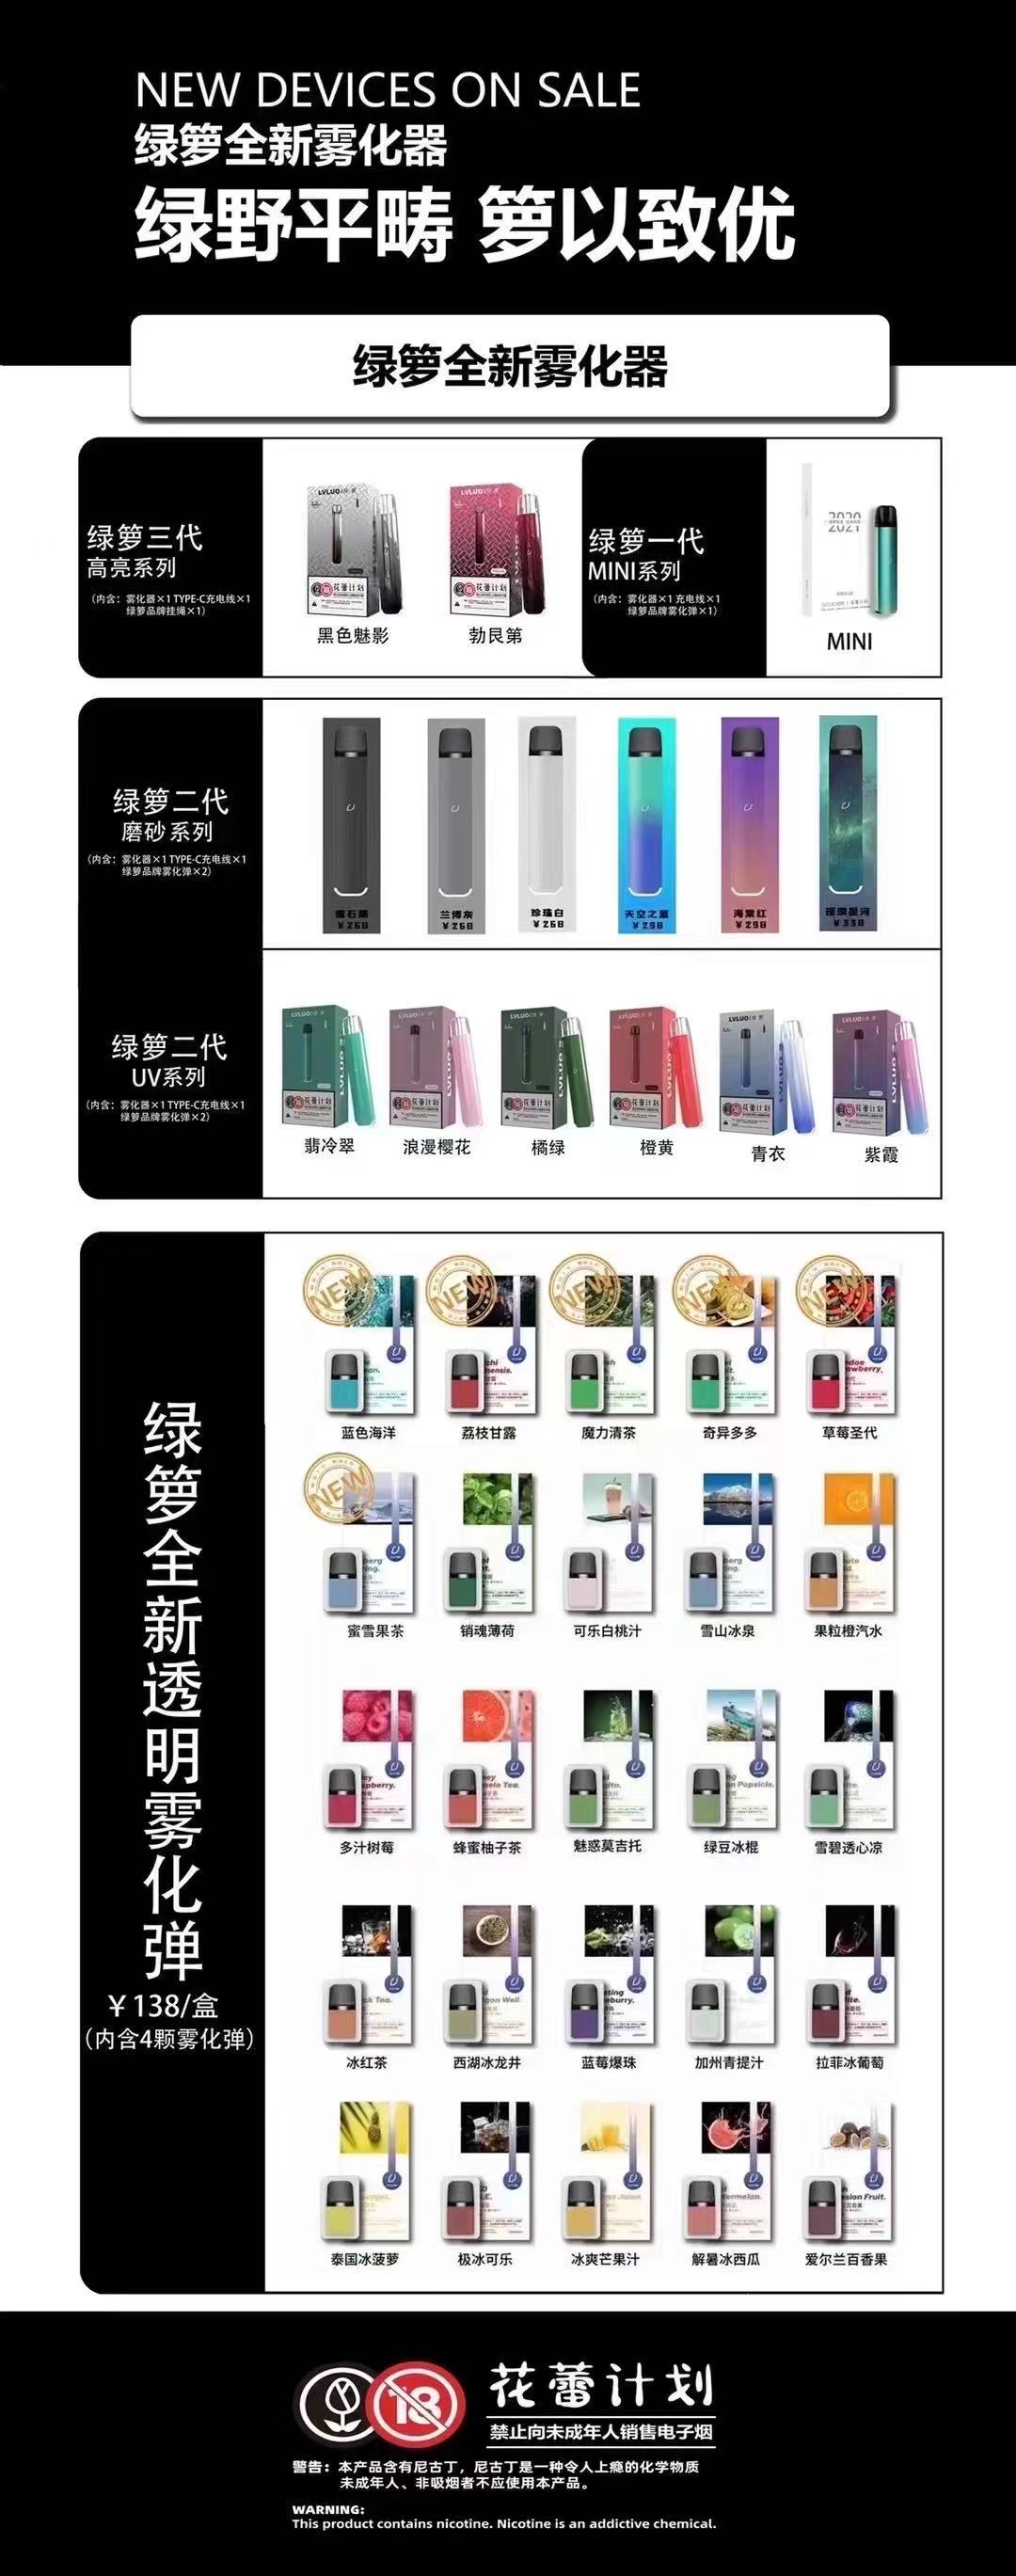 NEW DEVICES ON SALE
绿箩全新雾化器
绿野平畴 箩以致优
绿箩全新雾化器
绿箩三代
高亮系列
（内含：雾化器×1 TYPE-C充电线×1
绿箩品牌挂绳×1）
黑色魅影
勃艮第
绿箩一代
MINI系列
（内含：雾化器×1 充电线×1
绿箩品牌雾化弹×1）
MINI
绿箩二代
磨砂系列
（内含：雾化器×1 TYPE-C充电线×1
绿箩品牌雾化弹×2）
兰博灰
珍珠白
天空之蓝
海棠红
¥268
¥268
¥268
¥298
¥298
¥338
绿箩二代
UV系列
（内含：雾化器×1 TYPE-C充电线×1
绿箩品牌雾化弹×2）
翡冷翠
浪漫樱花
橘绿
橙黄
青衣
紫霞
绿箩全新透明雾化弹
￥138/盒
（内含4颗雾化弹）
NEW
NEW
NEW
NEW
NEW
蓝色海洋
荔枝甘露
魔力清茶
奇异多多
草莓圣代
NEW
蜜雪果茶
销魂薄荷
可乐白桃汁
雪山冰泉
果粒橙汽水
多汁树莓
蜂蜜柚子茶
魅惑莫吉托
绿豆冰棍
雪碧透心凉
冰红茶
西湖冰龙井
蓝莓爆珠
加州青提汁
拉菲冰葡萄
泰国冰菠萝
极冰可乐
冰爽芒果汁
解暑冰西瓜
爱尔兰百香果
18
花蕾计划
禁止向未成年人销售电子烟
警告：本产品含有尼古丁，尼古丁是一种令人上瘾的化学物质
未成年人、非吸烟者不应使用本产品。
WARNING:
This product contains nicotine. Nicotine is an addictive chemical.